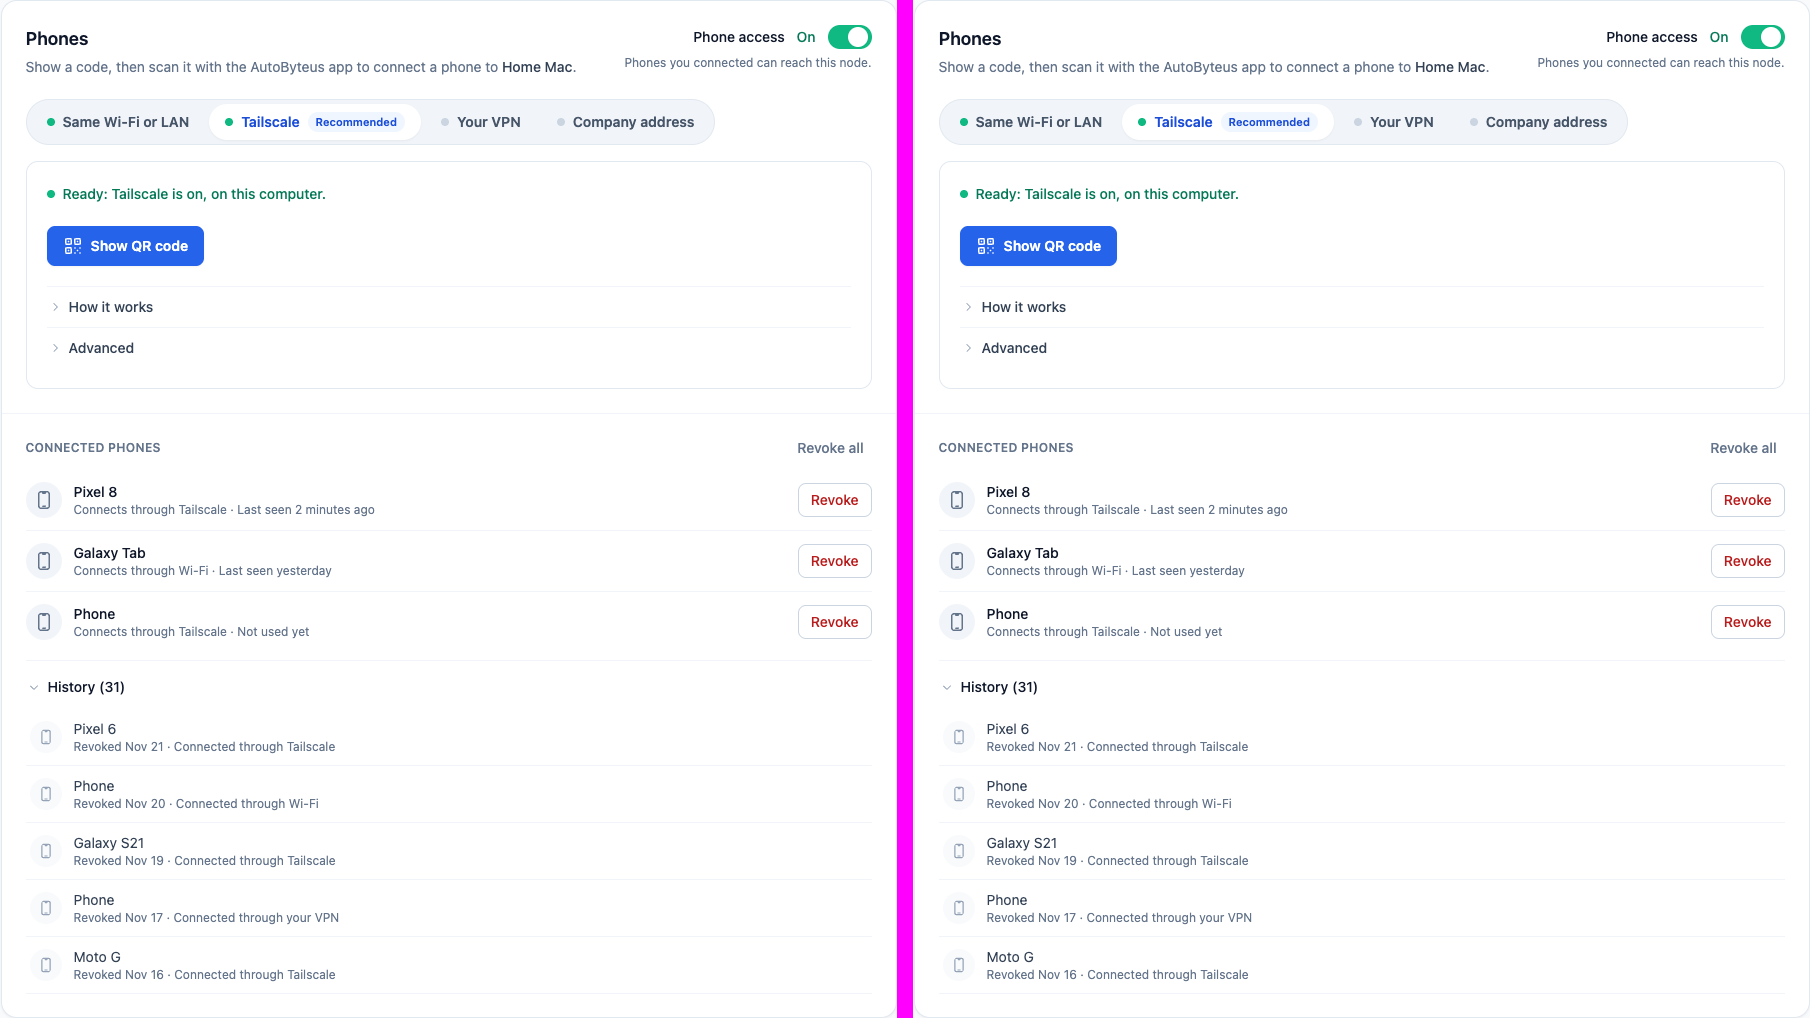 Phones
Phone access On
Show a code, then scan it with the AutoByteus app to connect a phone to Home Mac.
Phones you connected can reach this node.
Same Wi-Fi or LAN
Tailscale Recommended
Your VPN
Company address
Ready: Tailscale is on, on this computer.
Show QR code
How it works
Advanced
CONNECTED PHONES
Revoke all
Pixel 8
Connects through Tailscale · Last seen 2 minutes ago
Revoke
Galaxy Tab
Connects through Wi-Fi · Last seen yesterday
Revoke
Phone
Connects through Tailscale · Not used yet
Revoke
History (31)
Pixel 6
Revoked Nov 21 · Connected through Tailscale
Phone
Revoked Nov 20 · Connected through Wi-Fi
Galaxy S21
Revoked Nov 19 · Connected through Tailscale
Phone
Revoked Nov 17 · Connected through your VPN
Moto G
Revoked Nov 16 · Connected through Tailscale
Phones
Phone access On
Show a code, then scan it with the AutoByteus app to connect a phone to Home Mac.
Phones you connected can reach this node.
Same Wi-Fi or LAN
Tailscale Recommended
Your VPN
Company address
Ready: Tailscale is on, on this computer.
Show QR code
How it works
Advanced
CONNECTED PHONES
Revoke all
Pixel 8
Connects through Tailscale · Last seen 2 minutes ago
Revoke
Galaxy Tab
Connects through Wi-Fi · Last seen yesterday
Revoke
Phone
Connects through Tailscale · Not used yet
Revoke
History (31)
Pixel 6
Revoked Nov 21 · Connected through Tailscale
Phone
Revoked Nov 20 · Connected through Wi-Fi
Galaxy S21
Revoked Nov 19 · Connected through Tailscale
Phone
Revoked Nov 17 · Connected through your VPN
Moto G
Revoked Nov 16 · Connected through Tailscale